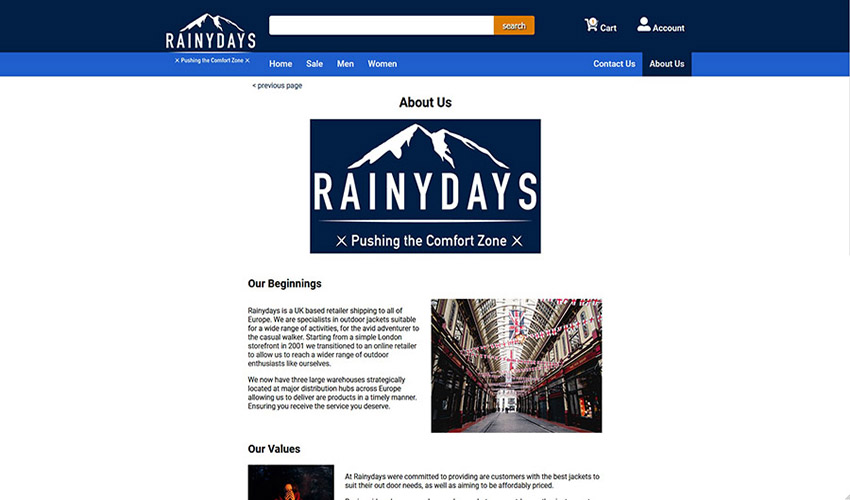 RAINYDAYS
Pushing the Comfort Zone
search
Cart
Account
Home Sale Men Women Contact Us About Us
< previous page
About Us
RAINYDAYS
Pushing the Comfort Zone
Our Beginnings
Rainydays is a UK based retailer shipping to all of
Europe. We are specialists in outdoor jackets suitable
for a wide range of activities, for the avid adventurer to
the casual walker. Starting from a simple London
storefront in 2001 we transitioned to an online retailer
to allow us to reach a wider range of outdoor
enthusiasts like ourselves.
We now have three large warehouses strategically
located at major distribution hubs across Europe
allowing us to deliver are products in a timely manner.
Ensuring you receive the service you deserve.
Our Values
At Rainydays were committed to providing are customers with the best jackets to
suit their out door needs, as well as aiming to be affordably priced.